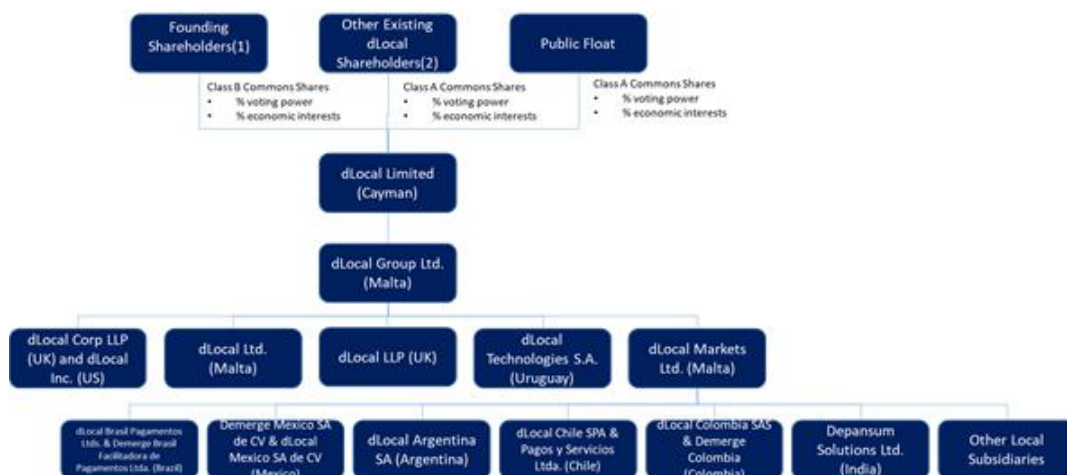 Founding
Shareholders(1)
Other Existing
dLocal
Shareholders(2)
Public Float
Class B Commons Shares
• % voting power
• % economic interests
Class A Commons Shares
• % voting power
• % economic interests
Class A Commons Shares
• % voting power
• % economic interests
dLocal Limited
(Cayman)
dLocal Group Ltd.
(Malta)
dLocal Corp LLP
(UK) and dLocal
Inc. (US)
dLocal Ltd.
(Malta)
dLocal LLP (UK)
dLocal
Technologies S.A.
(Uruguay)
dLocal Markets
Ltd. (Malta)
dLocal Brasil Pagamentos
Ltds. & Demerge Brasil
Facilitadora de
Pagamentos Ltda. (Brazil)
Demerge Mexico SA
de CV & dLocal
Mexico SA de CV
(Mexico)
dLocal Argentina
SA (Argentina)
dLocal Chile SPA &
Pagos y Servicios
Ltda. (Chile)
dLocal Colombia SAS
& Demerge
Colombia
(Colombia)
Depansum
Solutions Ltd.
(India)
Other Local
Subsidiaries